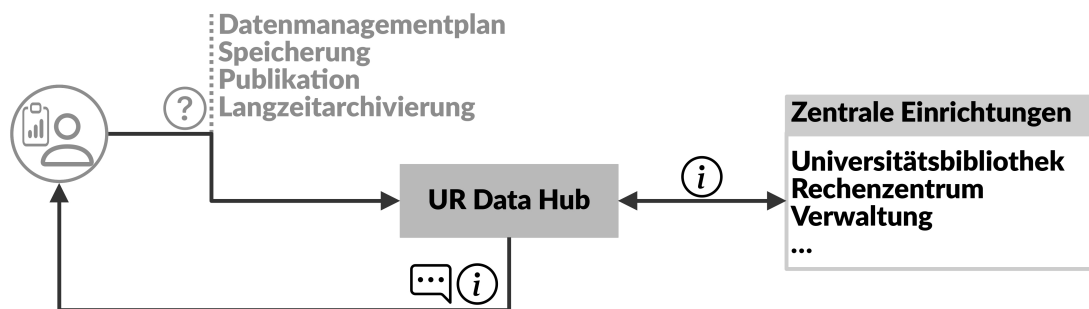 Datenmanagementplan
Speicherung
Publikation
Langzeitarchivierung
?
Zentrale Einrichtungen
Universitätsbibliothek
Rechenzentrum
Verwaltung
...
i
UR Data Hub
i